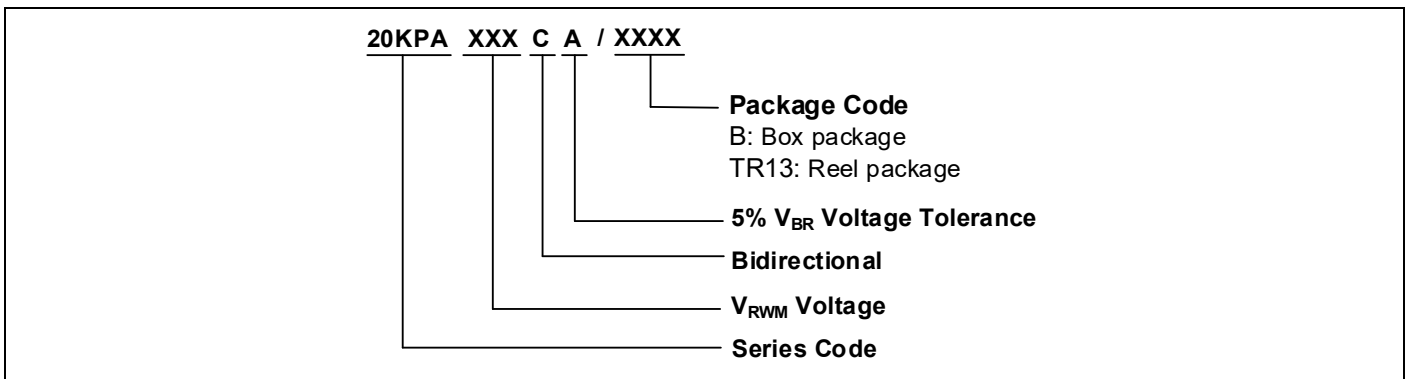 20KPA XXX C A / XXXX
Package Code
B: Box package
TR13: Reel package
5% VBR Voltage Tolerance
Bidirectional
VRWM Voltage
Series Code